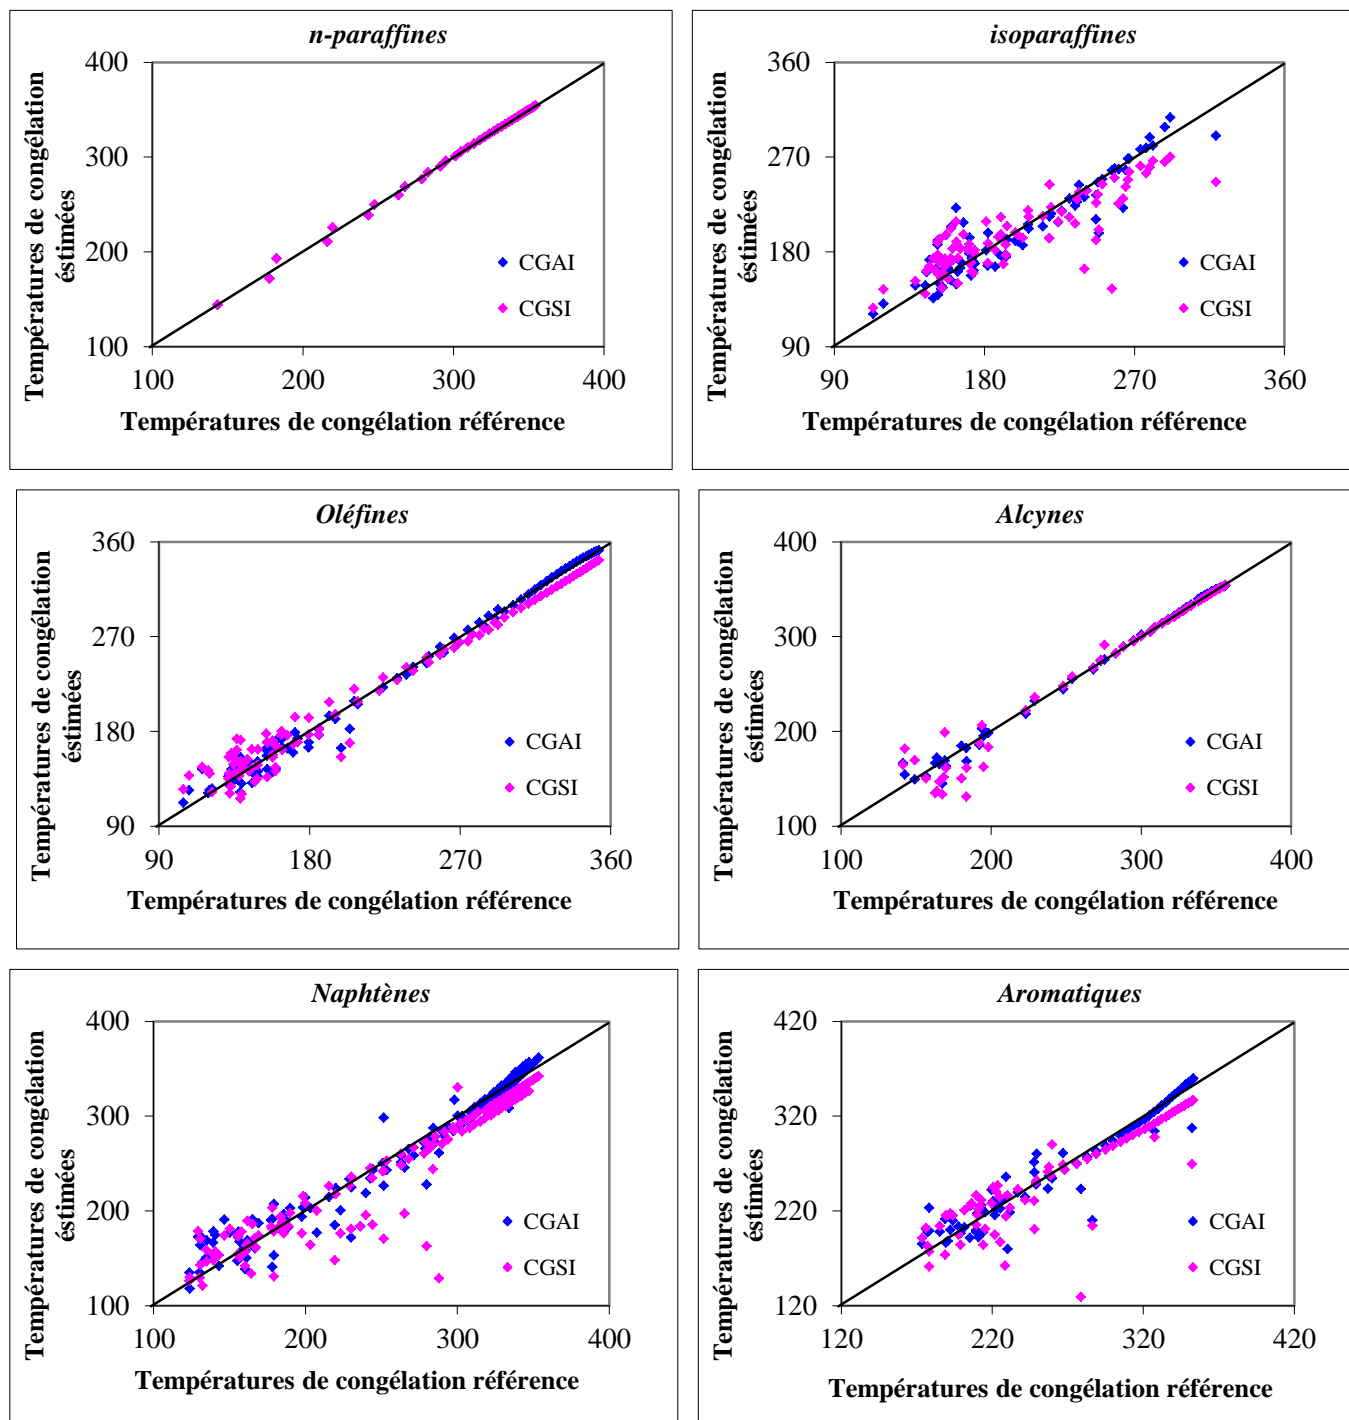 n-paraffines
400
300
200
100
100 200 300 400
Températures de congélation
éstimées
Températures de congélation référence
CGAI
CGSI
isoparaffines
360
270
180
90
90 180 270 360
Températures de congélation
éstimées
Températures de congélation référence
CGAI
CGSI
Oléfines
360
270
180
90
90 180 270 360
Températures de congélation
éstimées
Températures de congélation référence
CGAI
CGSI
Alcynes
400
300
200
100
100 200 300 400
Températures de congélation
éstimées
Températures de congélation référence
CGAI
CGSI
Naphtènes
400
300
200
100
100 200 300 400
Températures de congélation
éstimées
Températures de congélation référence
CGAI
CGSI
Aromatiques
420
320
220
120
120 220 320 420
Températures de congélation
éstimées
Températures de congélation référence
CGAI
CGSI